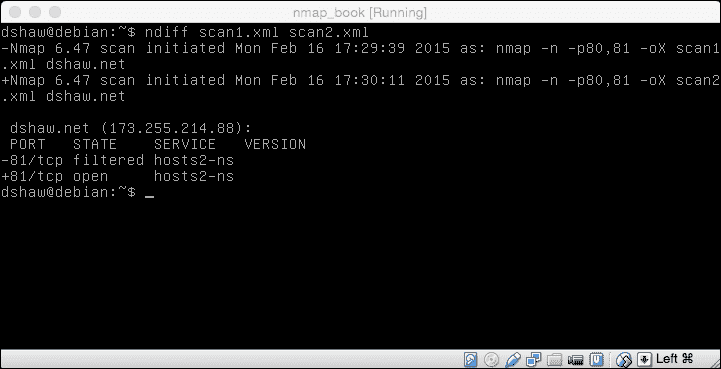 nmap_book [Running]
dshaw@debian:~$ ndiff scan1.xml scan2.xml
-Nmap 6.47 scan initiated Mon Feb 16 17:29:39 2015 as: nmap -n -p80,81 -oX scan1
.xml dshaw.net
+Nmap 6.47 scan initiated Mon Feb 16 17:30:11 2015 as: nmap -n -p80,81 -oX scan2
.xml dshaw.net

 dshaw.net (173.255.214.88):
 PORT   STATE    SERVICE   VERSION
-81/tcp filtered hosts2-ns
+81/tcp open     hosts2-ns
dshaw@debian:~$ _
Left ⌘